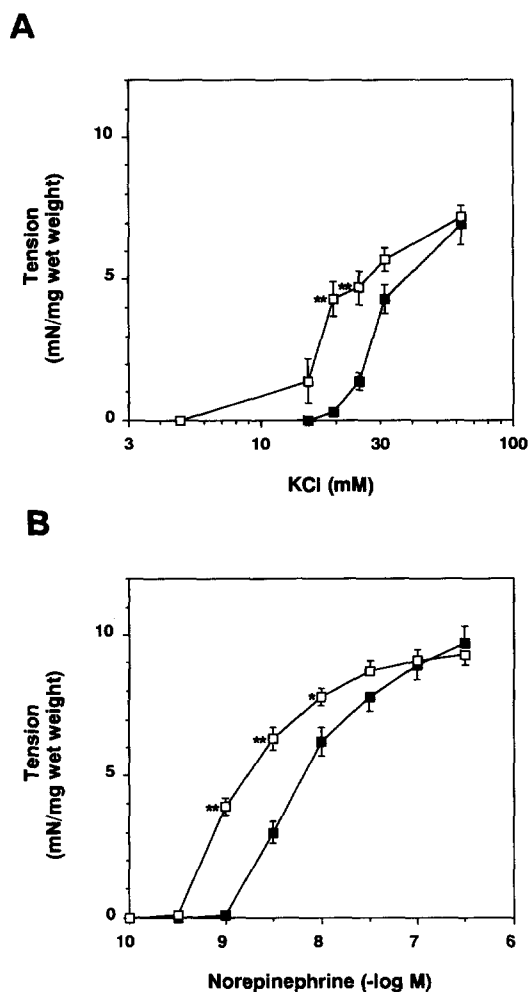 A
10
5
0
Tension
(mN/mg wet weight)
**
**
3
10
30
100
KCl (mM)
B
10
5
0
Tension
(mN/mg wet weight)
**
**
*
10
9
8
7
6
Norepinephrine (-log M)